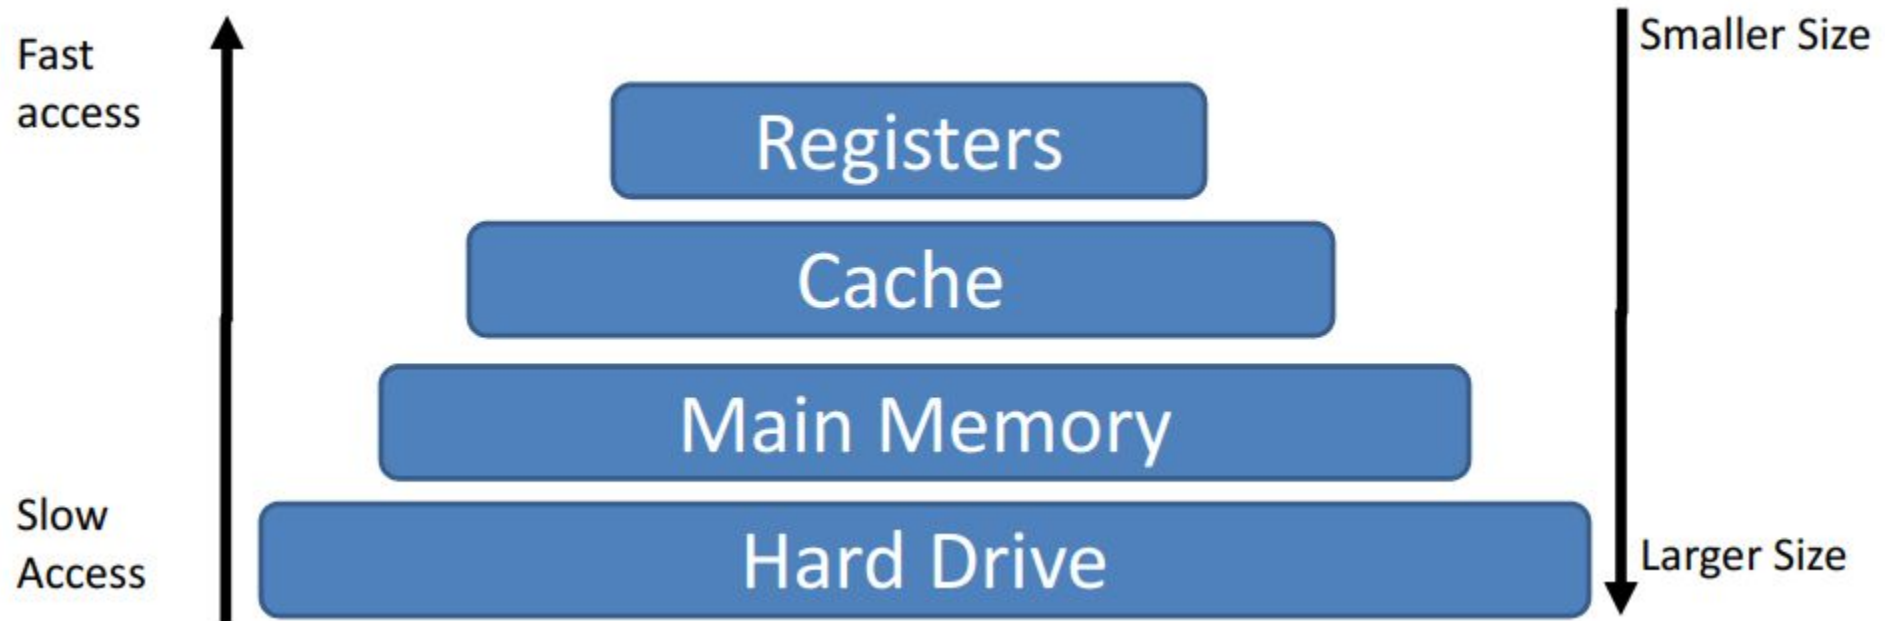 Fast
access
Smaller Size
Registers
Cache
Main Memory
Slow
Access
Hard Drive
Larger Size